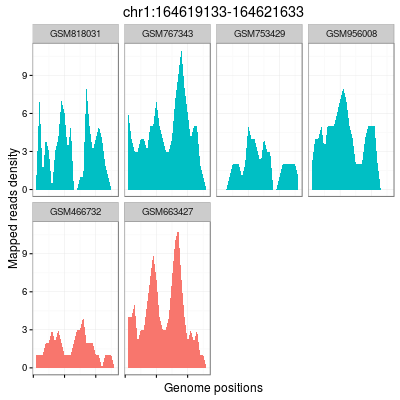 chr1:164619133-164621633
GSM818031 GSM767343 GSM753429 GSM956008
9
6
3
0
GSM466732 GSM663427
9
6
3
0
Mapped reads density
Genome positions